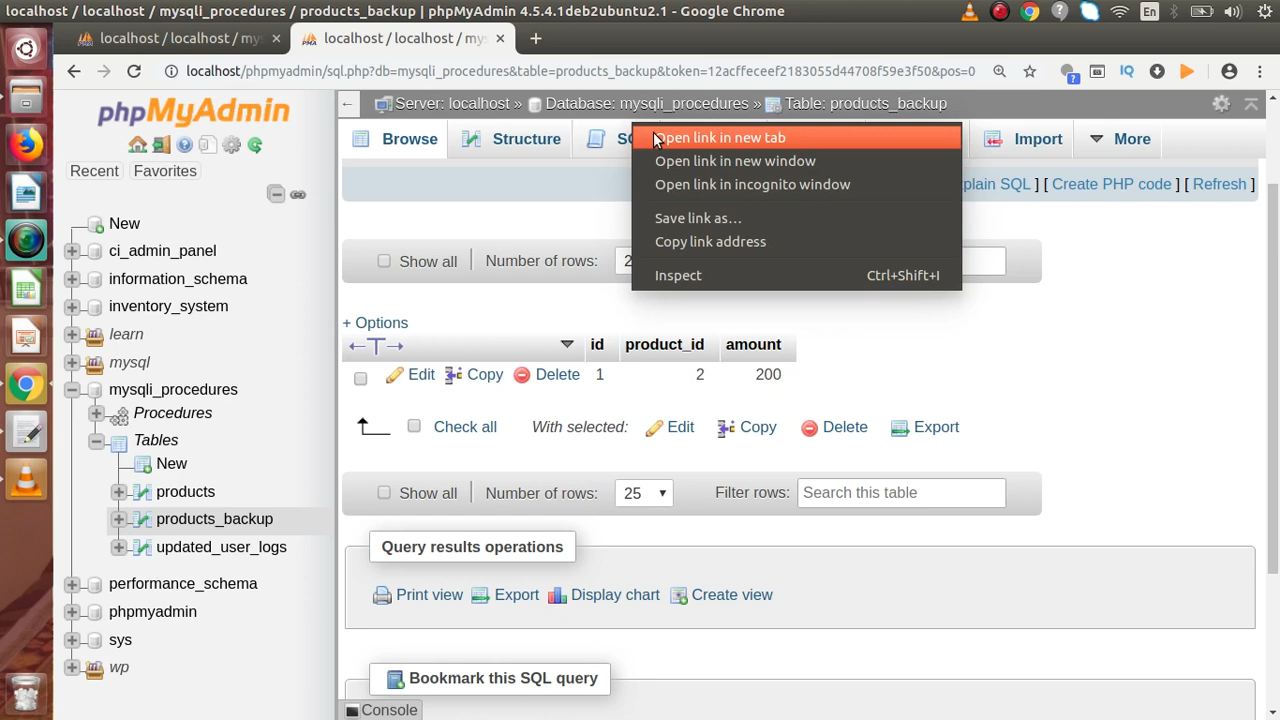 localhost / localhost / mysqli_procedures / products_backup | phpMyAdmin 4.5.4.1deb2ubuntu2.1 - Google Chrome
En
localhost / localhost / my
localhost / localhost / my
localhost/phpmyadmin/sql.php?db=mysqli_procedures&table=products_backup&token=12acffeceef2183055d44708f59e3f50&pos=0
IQ
phpMyAdmin
Recent
Favorites
New
ci_admin_panel
information_schema
inventory_system
learn
mysql
mysqli_procedures
Procedures
Tables
New
products
products_backup
updated_user_logs
performance_schema
phpmyadmin
sys
wp
Server: localhost » Database: mysqli_procedures » Table: products_backup
Browse
Structure
Import
More
Open link in new tab
Open link in new window
Open link in incognito window
Save link as…
Copy link address
Inspect Ctrl+Shift+I
plain SQL ] [ Create PHP code ] [ Refresh ]
Show all
Number of rows: 2
+ Options
←T→ id product_id amount
Edit Copy Delete 1 2 200
Check all With selected: Edit Copy Delete Export
Show all Number of rows: 25 Filter rows: Search this table
Query results operations
Print view Export Display chart Create view
Bookmark this SQL query
Console